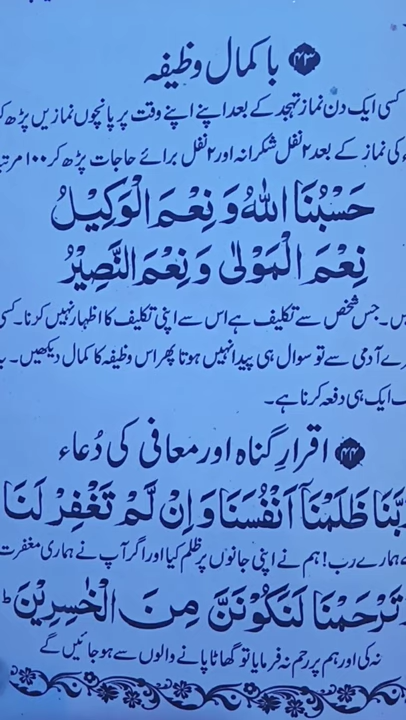 ۴۳ باکمال وظیفہ
کسی ایک دن نماز تہجد کے بعد اپنے اپنے وقت پر پانچوں نمازیں پڑھ
کی نماز کے بعد ۲ نفل شکرانہ اور ۲ نفل برائے حاجات پڑھ کر ۱۰۰ مرتبہ
حَسْبُنَا اللهُ وَنِعْمَ الْوَكِيْلُ
نِعْمَ الْمَوْلٰى وَنِعْمَ النَّصِيْرُ
جس شخص سے تکلیف ہے اس سے اپنی تکلیف کا اظہار نہیں کرنا۔ کسی
آدمی سے تو سوال ہی پیدا نہیں ہوتا پھر اس وظیفہ کا کمال دیکھیں۔
ایک ہی دفعہ کرنا ہے۔
۴۴ اقرارِ گناہ اور معافی کی دُعاء
بَّنَا ظَلَمْنَآ اَنْفُسَنَا وَاِنْ لَّمْ تَغْفِرْ لَنَا
ہمارے رب! ہم نے اپنی جانوں پر ظلم کیا اور اگر آپ نے ہماری مغفرت
تَرْحَمْنَا لَنَكُوْنَنَّ مِنَ الْخٰسِرِيْنَ ط
نہ کی اور ہم پر رحم نہ فرمایا تو گھاٹا پانے والوں سے ہو جائیں گے